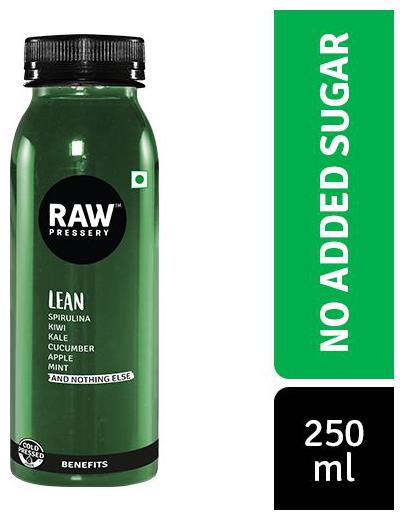 RAW™
PRESSERY
LEAN
SPIRULINA
KIWI
KALE
CUCUMBER
APPLE
MINT
AND NOTHING ELSE
COLD
PRESSED
BENEFITS
NO ADDED SUGAR
250
ml